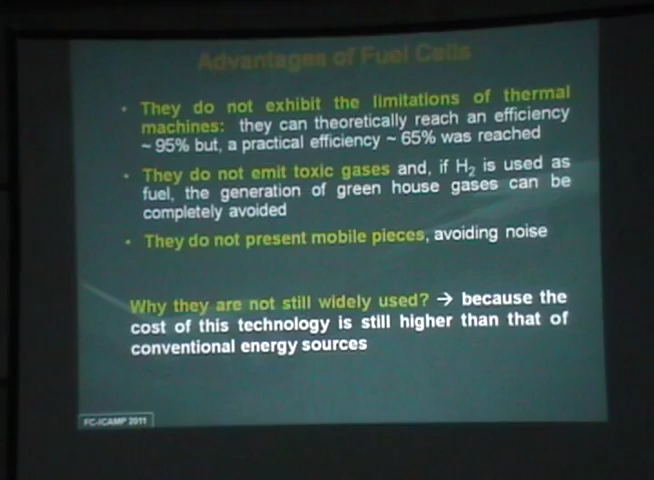 Advantages of Fuel Cells
• They do not exhibit the limitations of thermal
machines: they can theoretically reach an efficiency
~ 95% but, a practical efficiency ~ 65% was reached
• They do not emit toxic gases and, if H₂ is used as
fuel, the generation of green house gases can be
completely avoided
• They do not present mobile pieces, avoiding noise
Why they are not still widely used? → because the
cost of this technology is still higher than that of
conventional energy sources
FC-ICAMP 2011